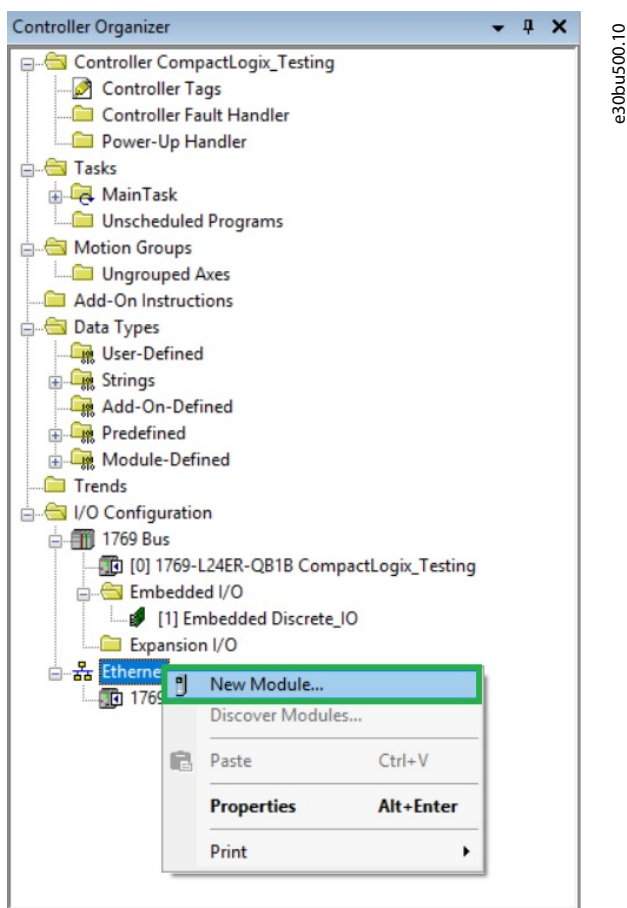 Controller Organizer
Controller CompactLogix_Testing
Controller Tags
Controller Fault Handler
Power-Up Handler
Tasks
MainTask
Unscheduled Programs
Motion Groups
Ungrouped Axes
Add-On Instructions
Data Types
User-Defined
Strings
Add-On-Defined
Predefined
Module-Defined
Trends
I/O Configuration
1769 Bus
[0] 1769-L24ER-QB1B CompactLogix_Testing
Embedded I/O
[1] Embedded Discrete_IO
Expansion I/O
Etherne
1769
New Module...
Discover Modules...
Paste Ctrl+V
Properties Alt+Enter
Print
e30bu500.10